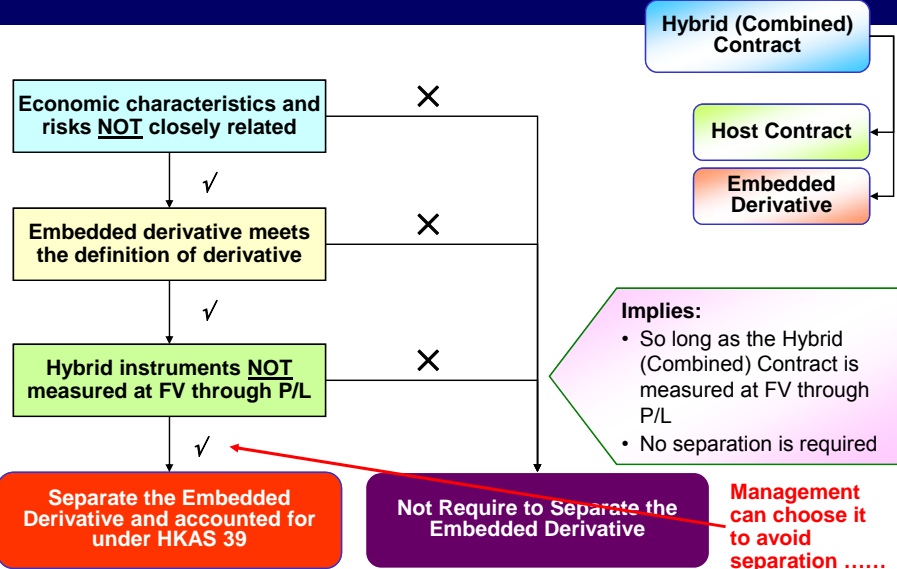 Hybrid (Combined)
Contract
Host Contract
Embedded
Derivative
Economic characteristics and
risks NOT closely related
×
√
Embedded derivative meets
the definition of derivative
×
√
Hybrid instruments NOT
measured at FV through P/L
×
√
Implies:
• So long as the Hybrid
(Combined) Contract is
measured at FV through
P/L
• No separation is required
Separate the Embedded
Derivative and accounted for
under HKAS 39
Not Require to Separate the
Embedded Derivative
Management
can choose it
to avoid
separation ……